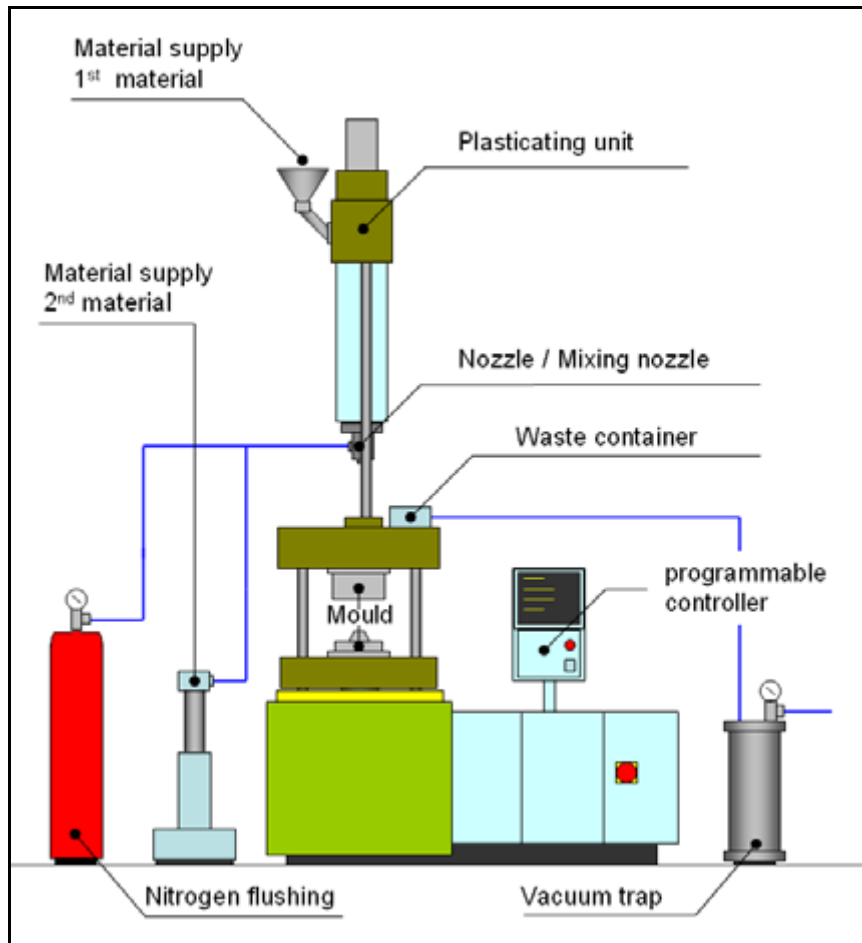 Material supply
1st material
Plasticating unit
Material supply
2nd material
Nozzle / Mixing nozzle
Waste container
programmable
controller
Mould
Nitrogen flushing
Vacuum trap